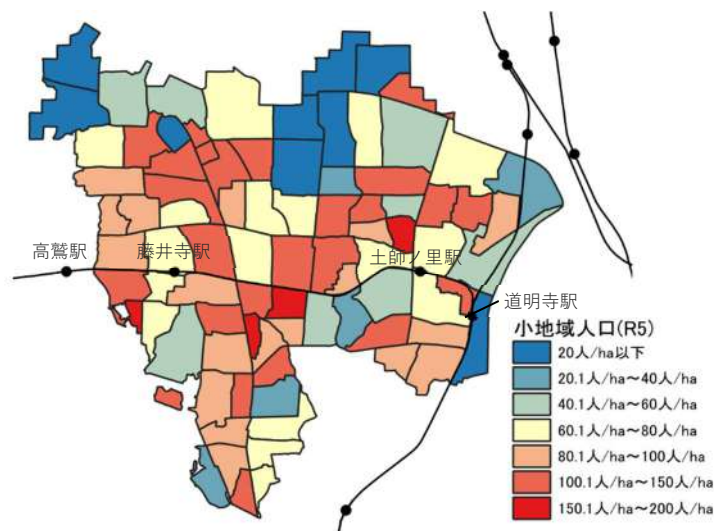 高鷲駅
藤井寺駅
土師ノ里駅
道明寺駅
小地域人口(R5)
20人/ha以下
20.1人/ha～40人/ha
40.1人/ha～60人/ha
60.1人/ha～80人/ha
80.1人/ha～100人/ha
100.1人/ha～150人/ha
150.1人/ha～200人/ha